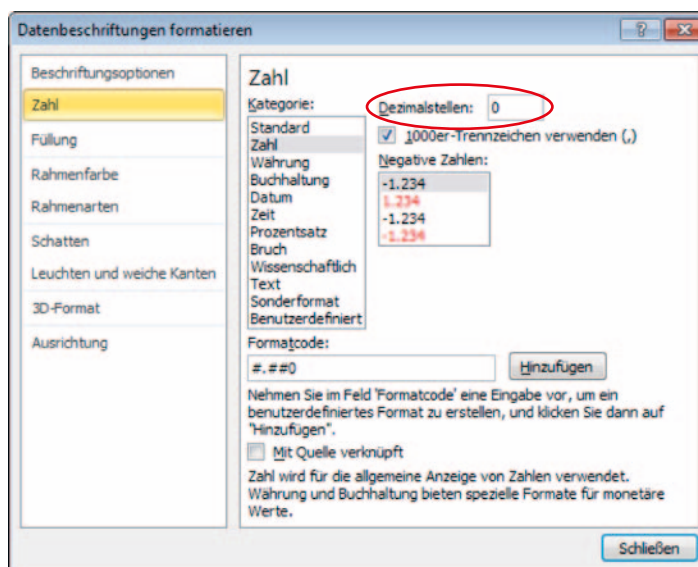 Datenbeschriftungen formatieren
Beschriftungsoptionen
Zahl
Füllung
Rahmenfarbe
Rahmenarten
Schatten
Leuchten und weiche Kanten
3D-Format
Ausrichtung
Zahl
Kategorie:
Standard
Zahl
Währung
Buchhaltung
Datum
Zeit
Prozentsatz
Bruch
Wissenschaftlich
Text
Sonderformat
Benutzerdefiniert
Dezimalstellen: 0
1000er-Trennzeichen verwenden (,)
Negative Zahlen:
-1.234
1.234
-1.234
-1.234
Formatcode:
#.##0
Hinzufügen
Nehmen Sie im Feld 'Formatcode' eine Eingabe vor, um ein
benutzerdefiniertes Format zu erstellen, und klicken Sie dann auf
"Hinzufügen".
Mit Quelle verknüpft
Zahl wird für die allgemeine Anzeige von Zahlen verwendet.
Währung und Buchhaltung bieten spezielle Formate für monetäre
Werte.
Schließen